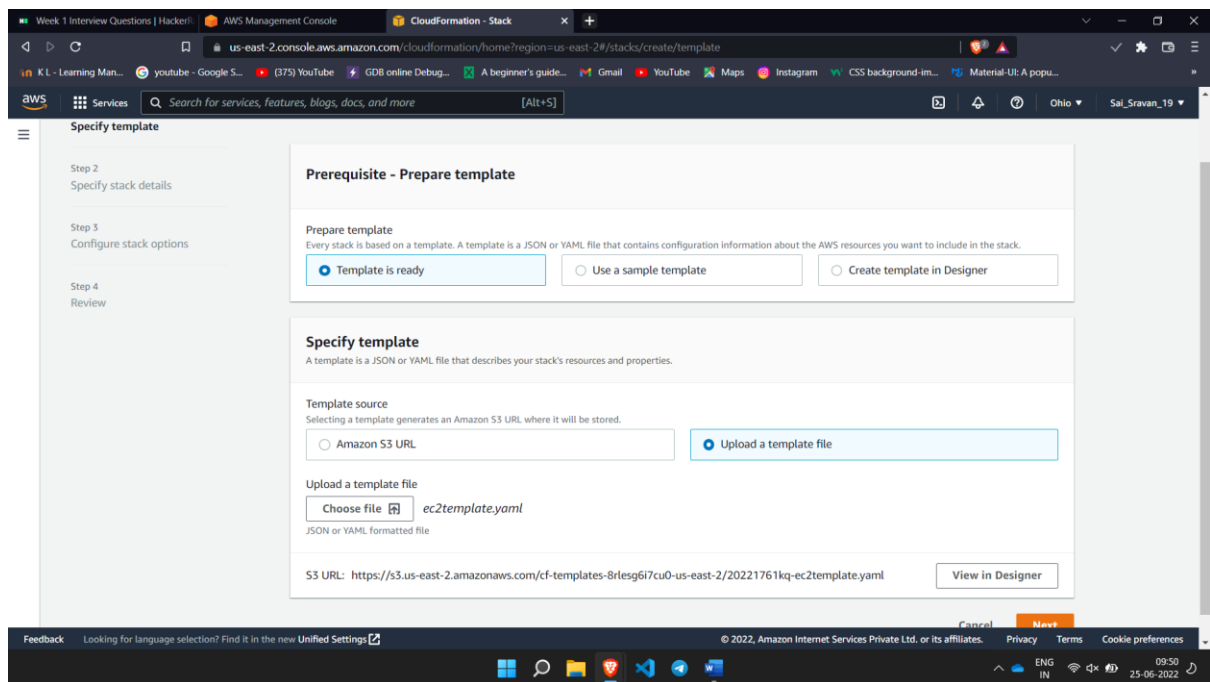 Week 1 Interview Questions | HackerR
AWS Management Console
CloudFormation - Stack
us-east-2.console.aws.amazon.com/cloudformation/home?region=us-east-2#/stacks/create/template
K L - Learning Man...
youtube - Google S...
(375) YouTube
GDB online Debug...
A beginner's guide...
Gmail
YouTube
Maps
Instagram
CSS background-im...
Material-UI: A popu...
aws
Services
Search for services, features, blogs, docs, and more
[Alt+S]
Ohio
Sai_Sravan_19
Specify template
Step 2
Specify stack details
Step 3
Configure stack options
Step 4
Review
Prerequisite - Prepare template
Prepare template
Every stack is based on a template. A template is a JSON or YAML file that contains configuration information about the AWS resources you want to include in the stack.
Template is ready
Use a sample template
Create template in Designer
Specify template
A template is a JSON or YAML file that describes your stack's resources and properties.
Template source
Selecting a template generates an Amazon S3 URL where it will be stored.
Amazon S3 URL
Upload a template file
Upload a template file
Choose file
ec2template.yaml
JSON or YAML formatted file
S3 URL: https://s3.us-east-2.amazonaws.com/cf-templates-8rlesg6i7cu0-us-east-2/20221761kq-ec2template.yaml
View in Designer
Cancel
Next
Feedback
Looking for language selection? Find it in the new Unified Settings
© 2022, Amazon Internet Services Private Ltd. or its affiliates.
Privacy
Terms
Cookie preferences
ENG
IN
09:50
25-06-2022